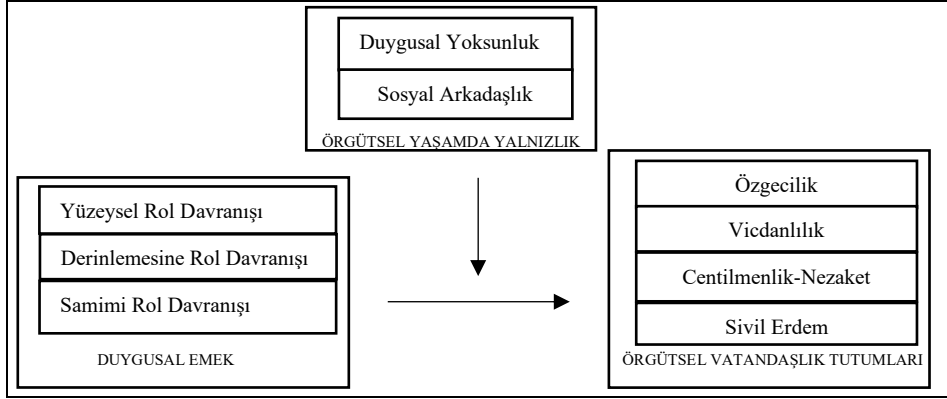 Duygusal Yoksunluk
Sosyal Arkadaşlık
ÖRGÜTSEL YAŞAMDA YALNIZLIK
Yüzeysel Rol Davranışı
Derinlemesine Rol Davranışı
Samimi Rol Davranışı
DUYGUSAL EMEK
Özgecilik
Vicdanlılık
Centilmenlik-Nezaket
Sivil Erdem
ÖRGÜTSEL VATANDAŞLIK TUTUMLARI